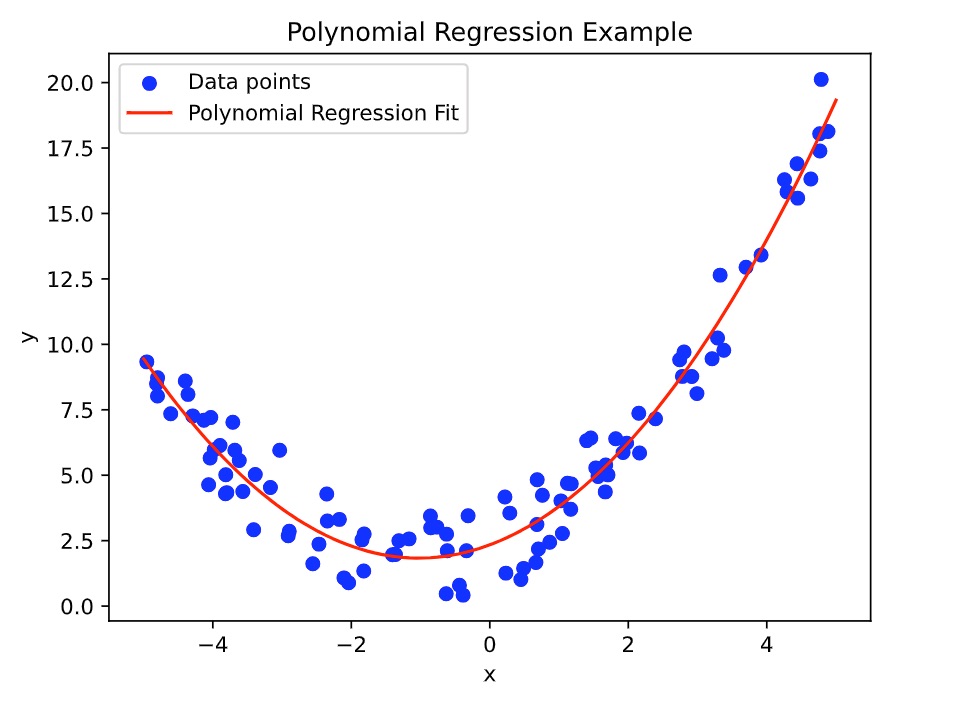 Polynomial Regression Example
Data points
Polynomial Regression Fit
20.0
17.5
15.0
12.5
10.0
7.5
5.0
2.5
0.0
y
−4 −2 0 2 4
x